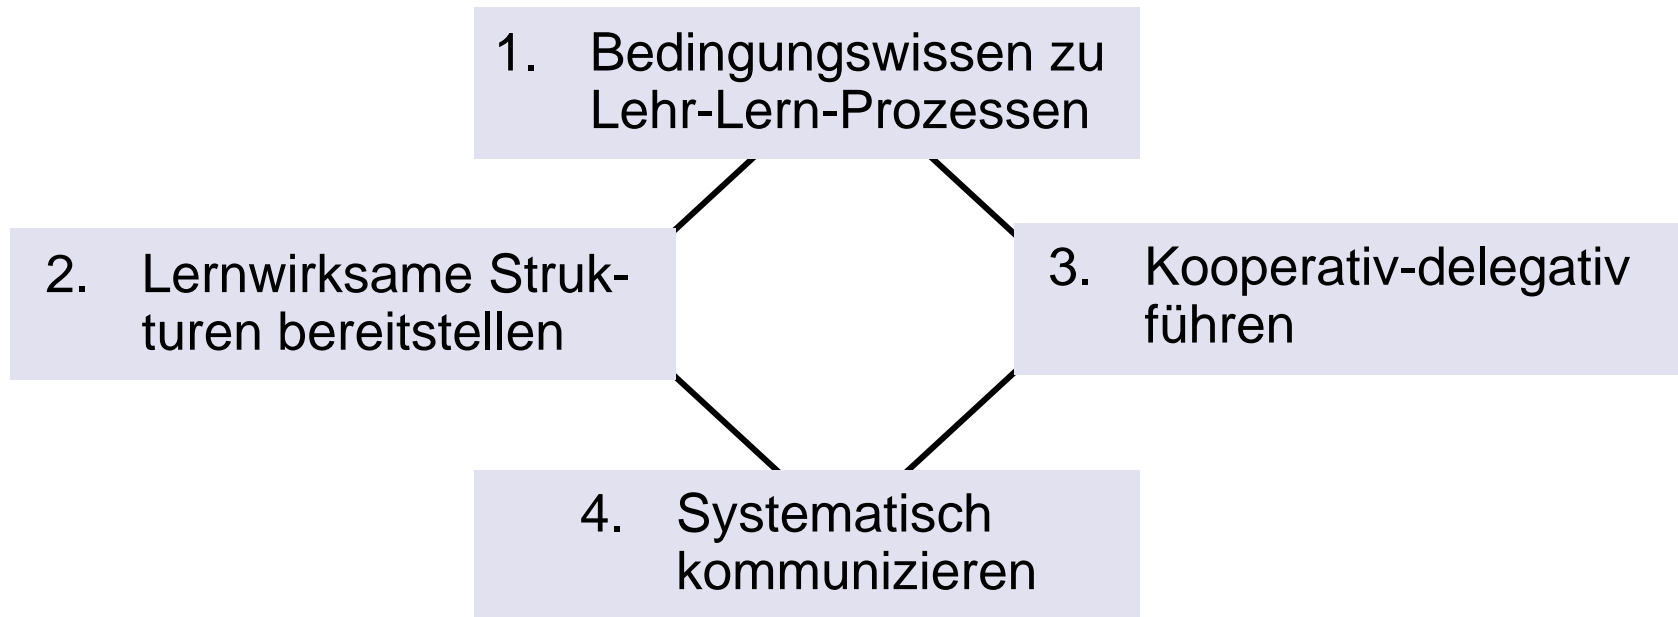 1. Bedingungswissen zu
Lehr-Lern-Prozessen
2. Lernwirksame Struk-
turen bereitstellen
3. Kooperativ-delegativ
führen
4. Systematisch
kommunizieren